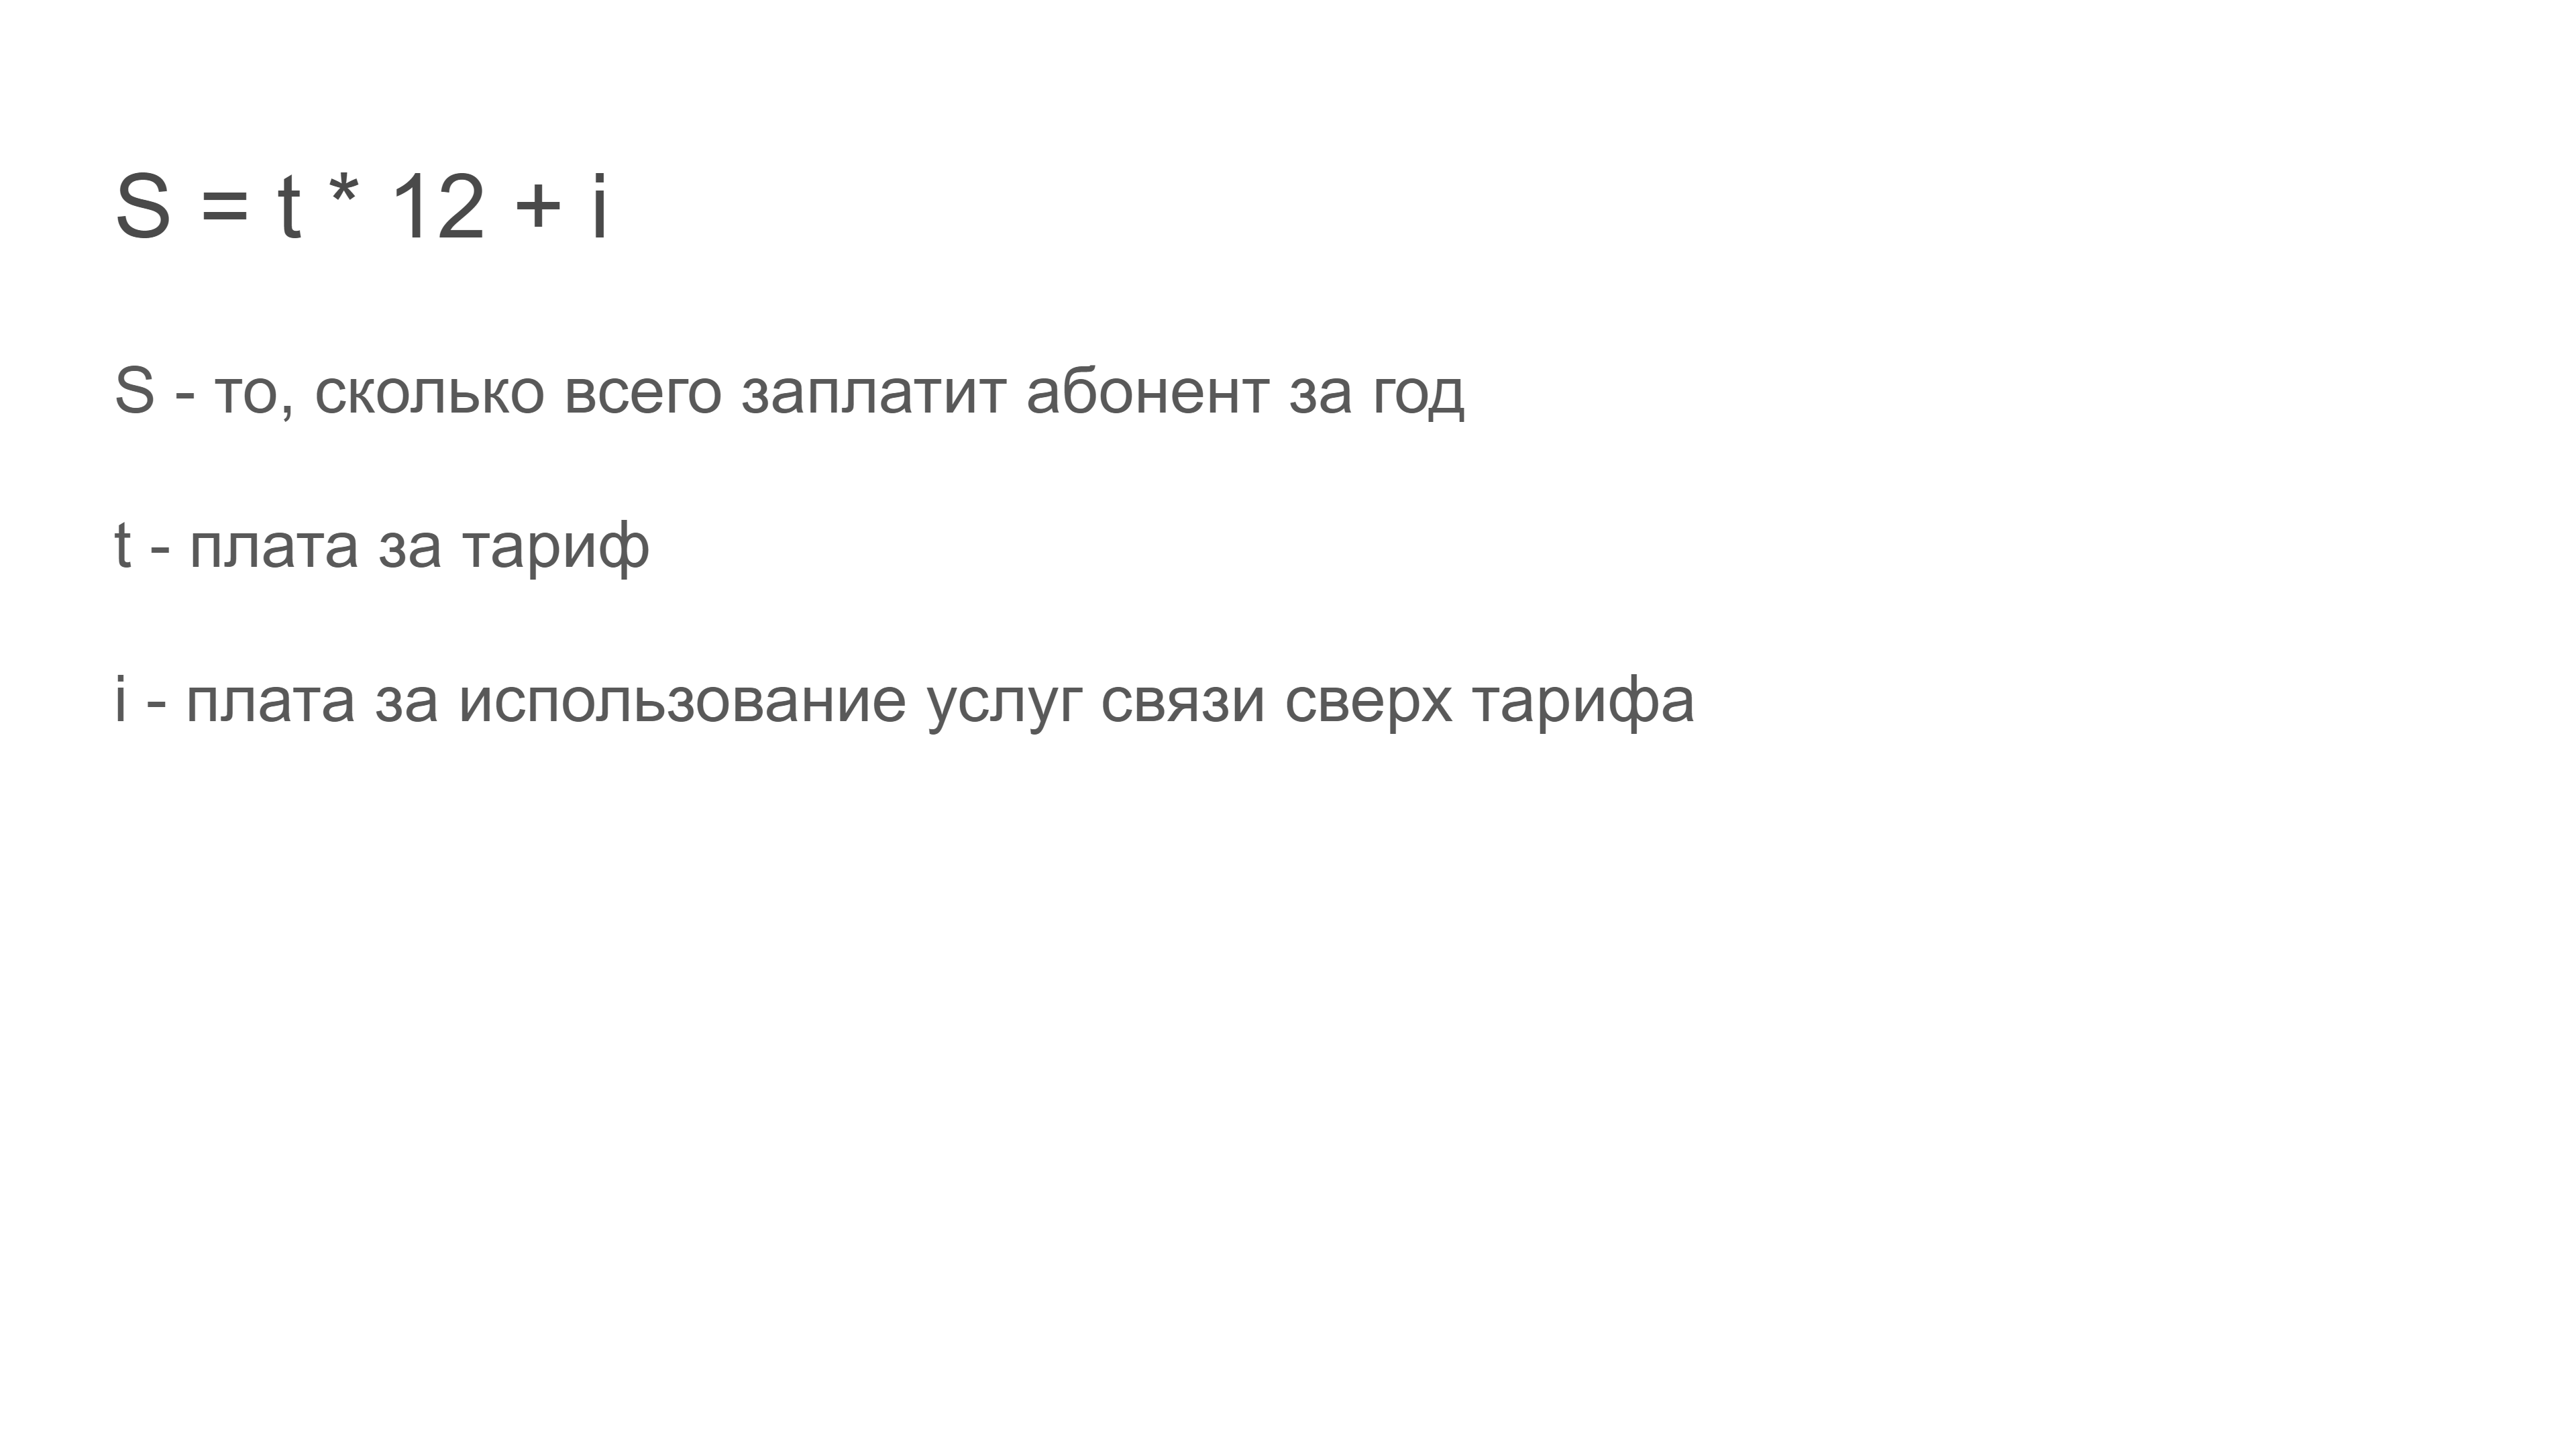 S = t * 12 + i
S - то, сколько всего заплатит абонент за год
t - плата за тариф
i - плата за использование услуг связи сверх тарифа